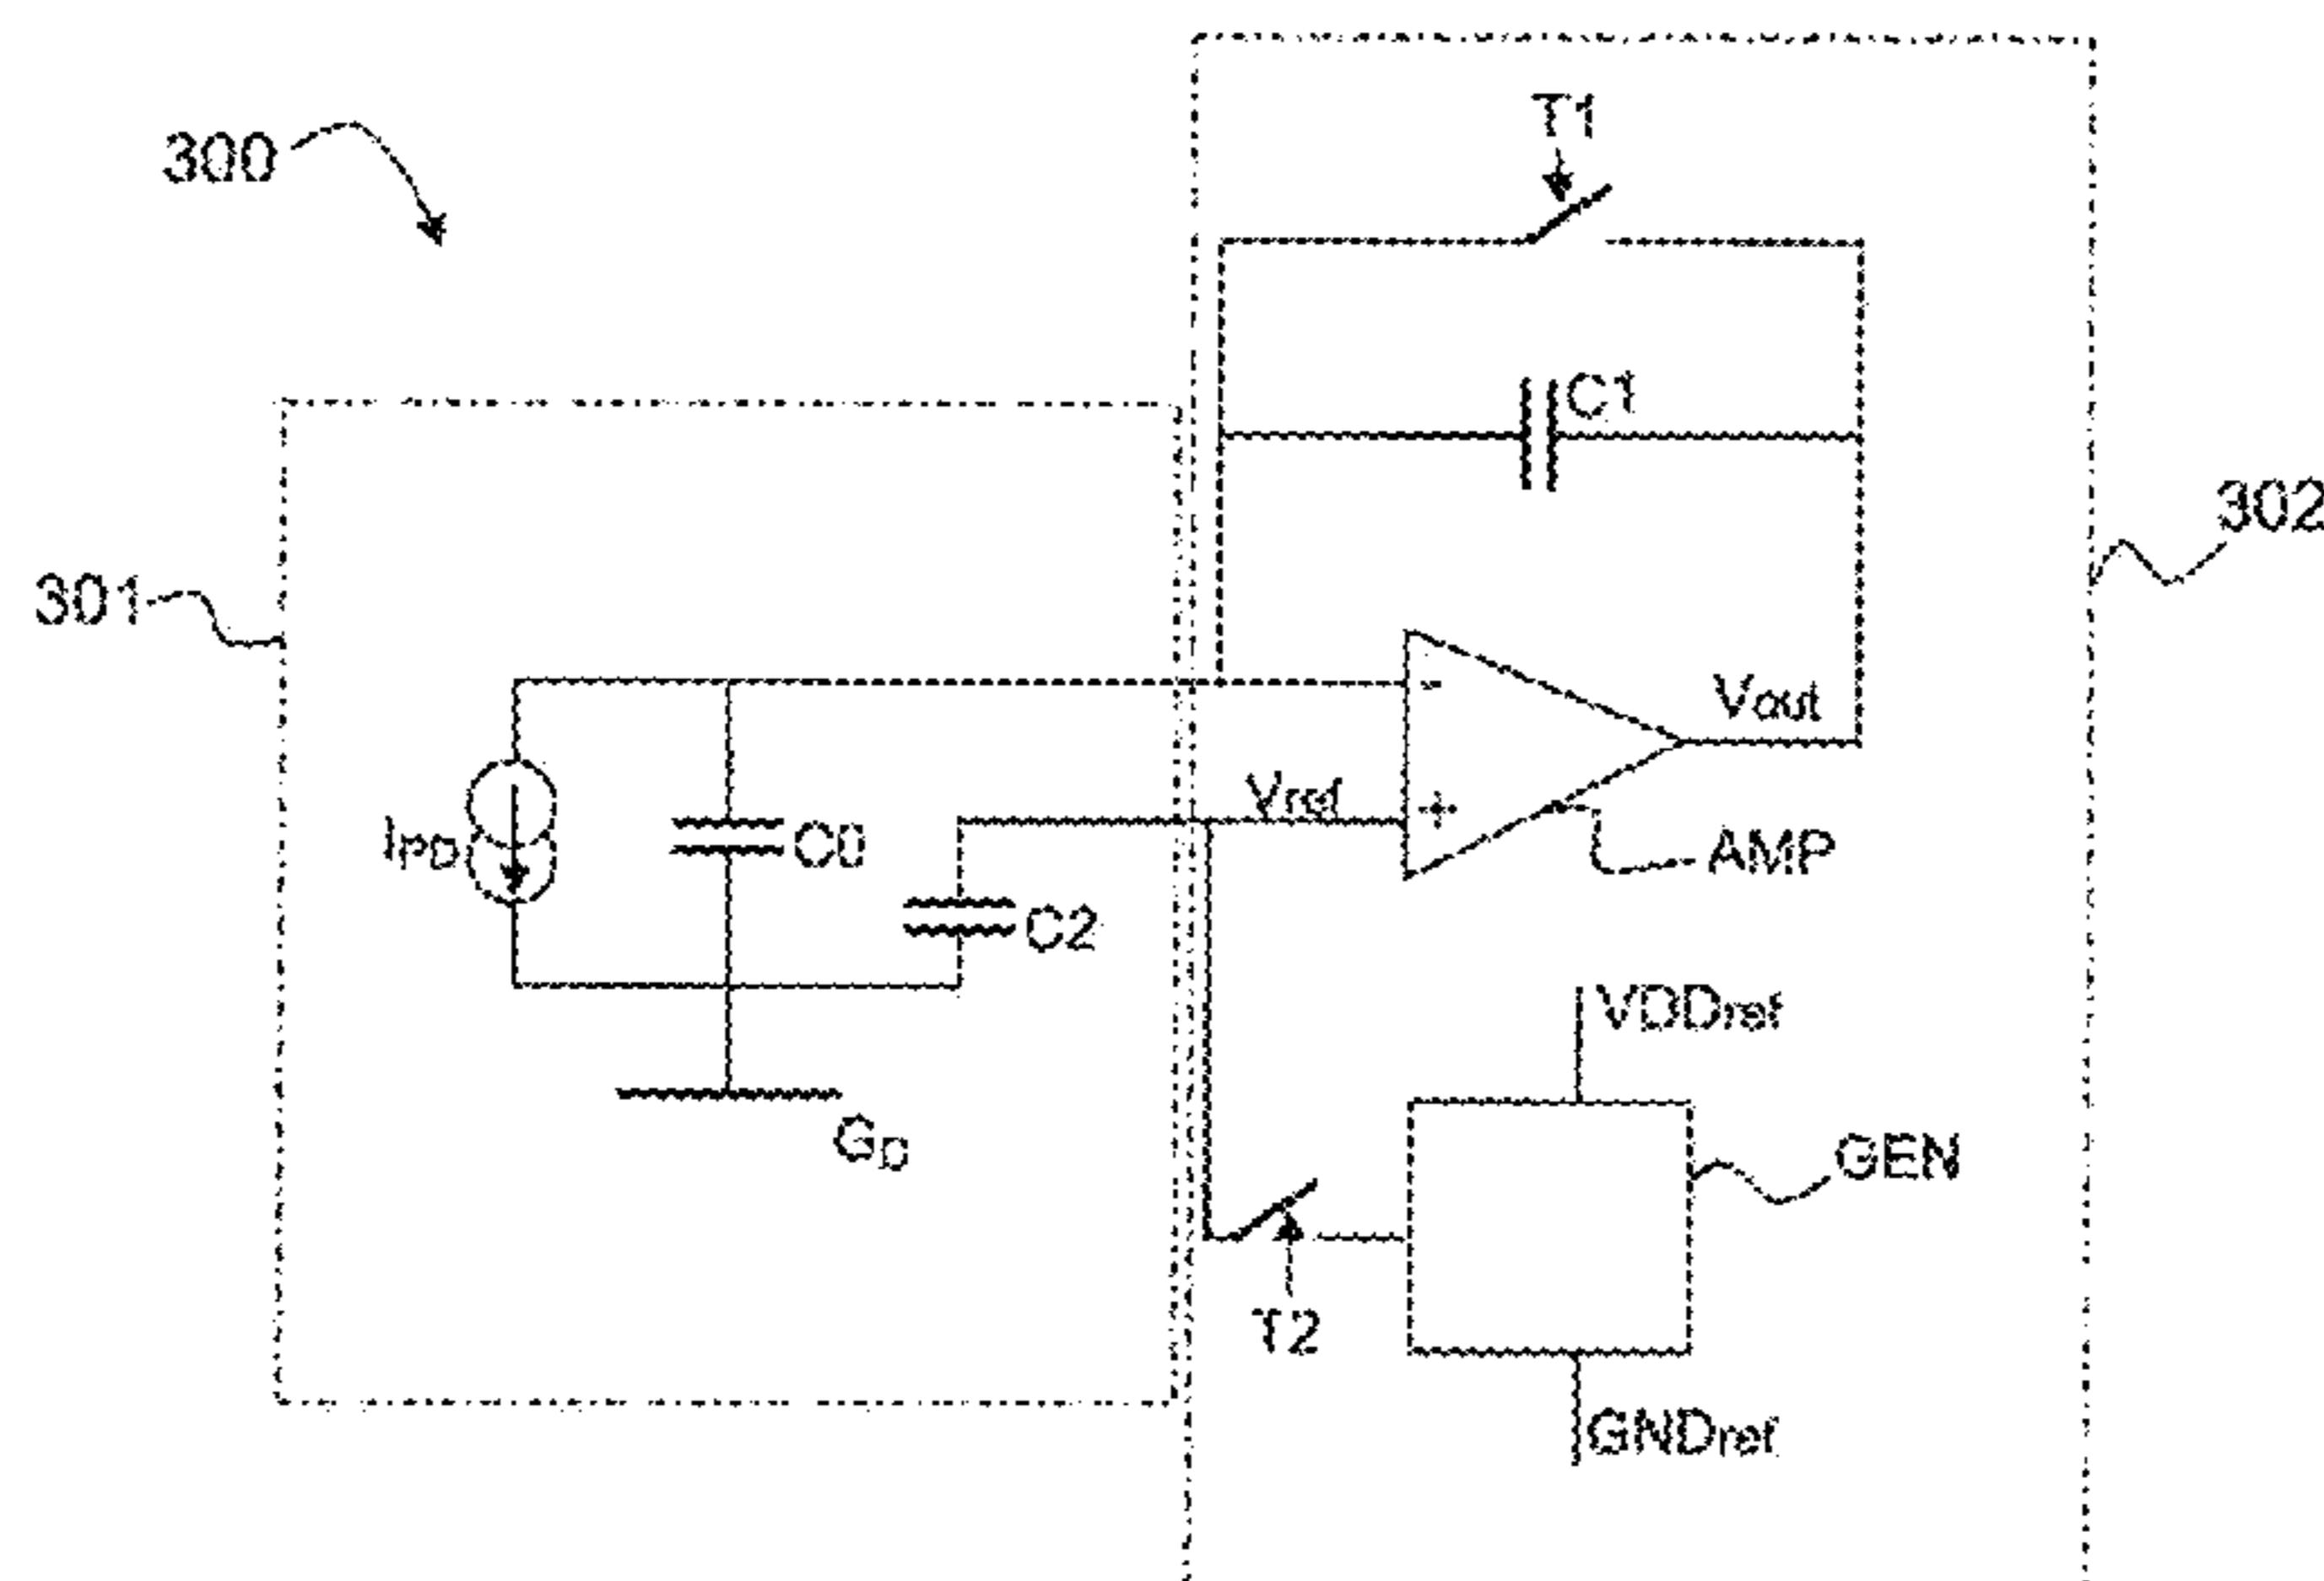 T1
300
C1
302
301
-
Vout
Vref
IPD
C0
+
AMP
C2
VDDref
GD
GEN
T2
GNDref